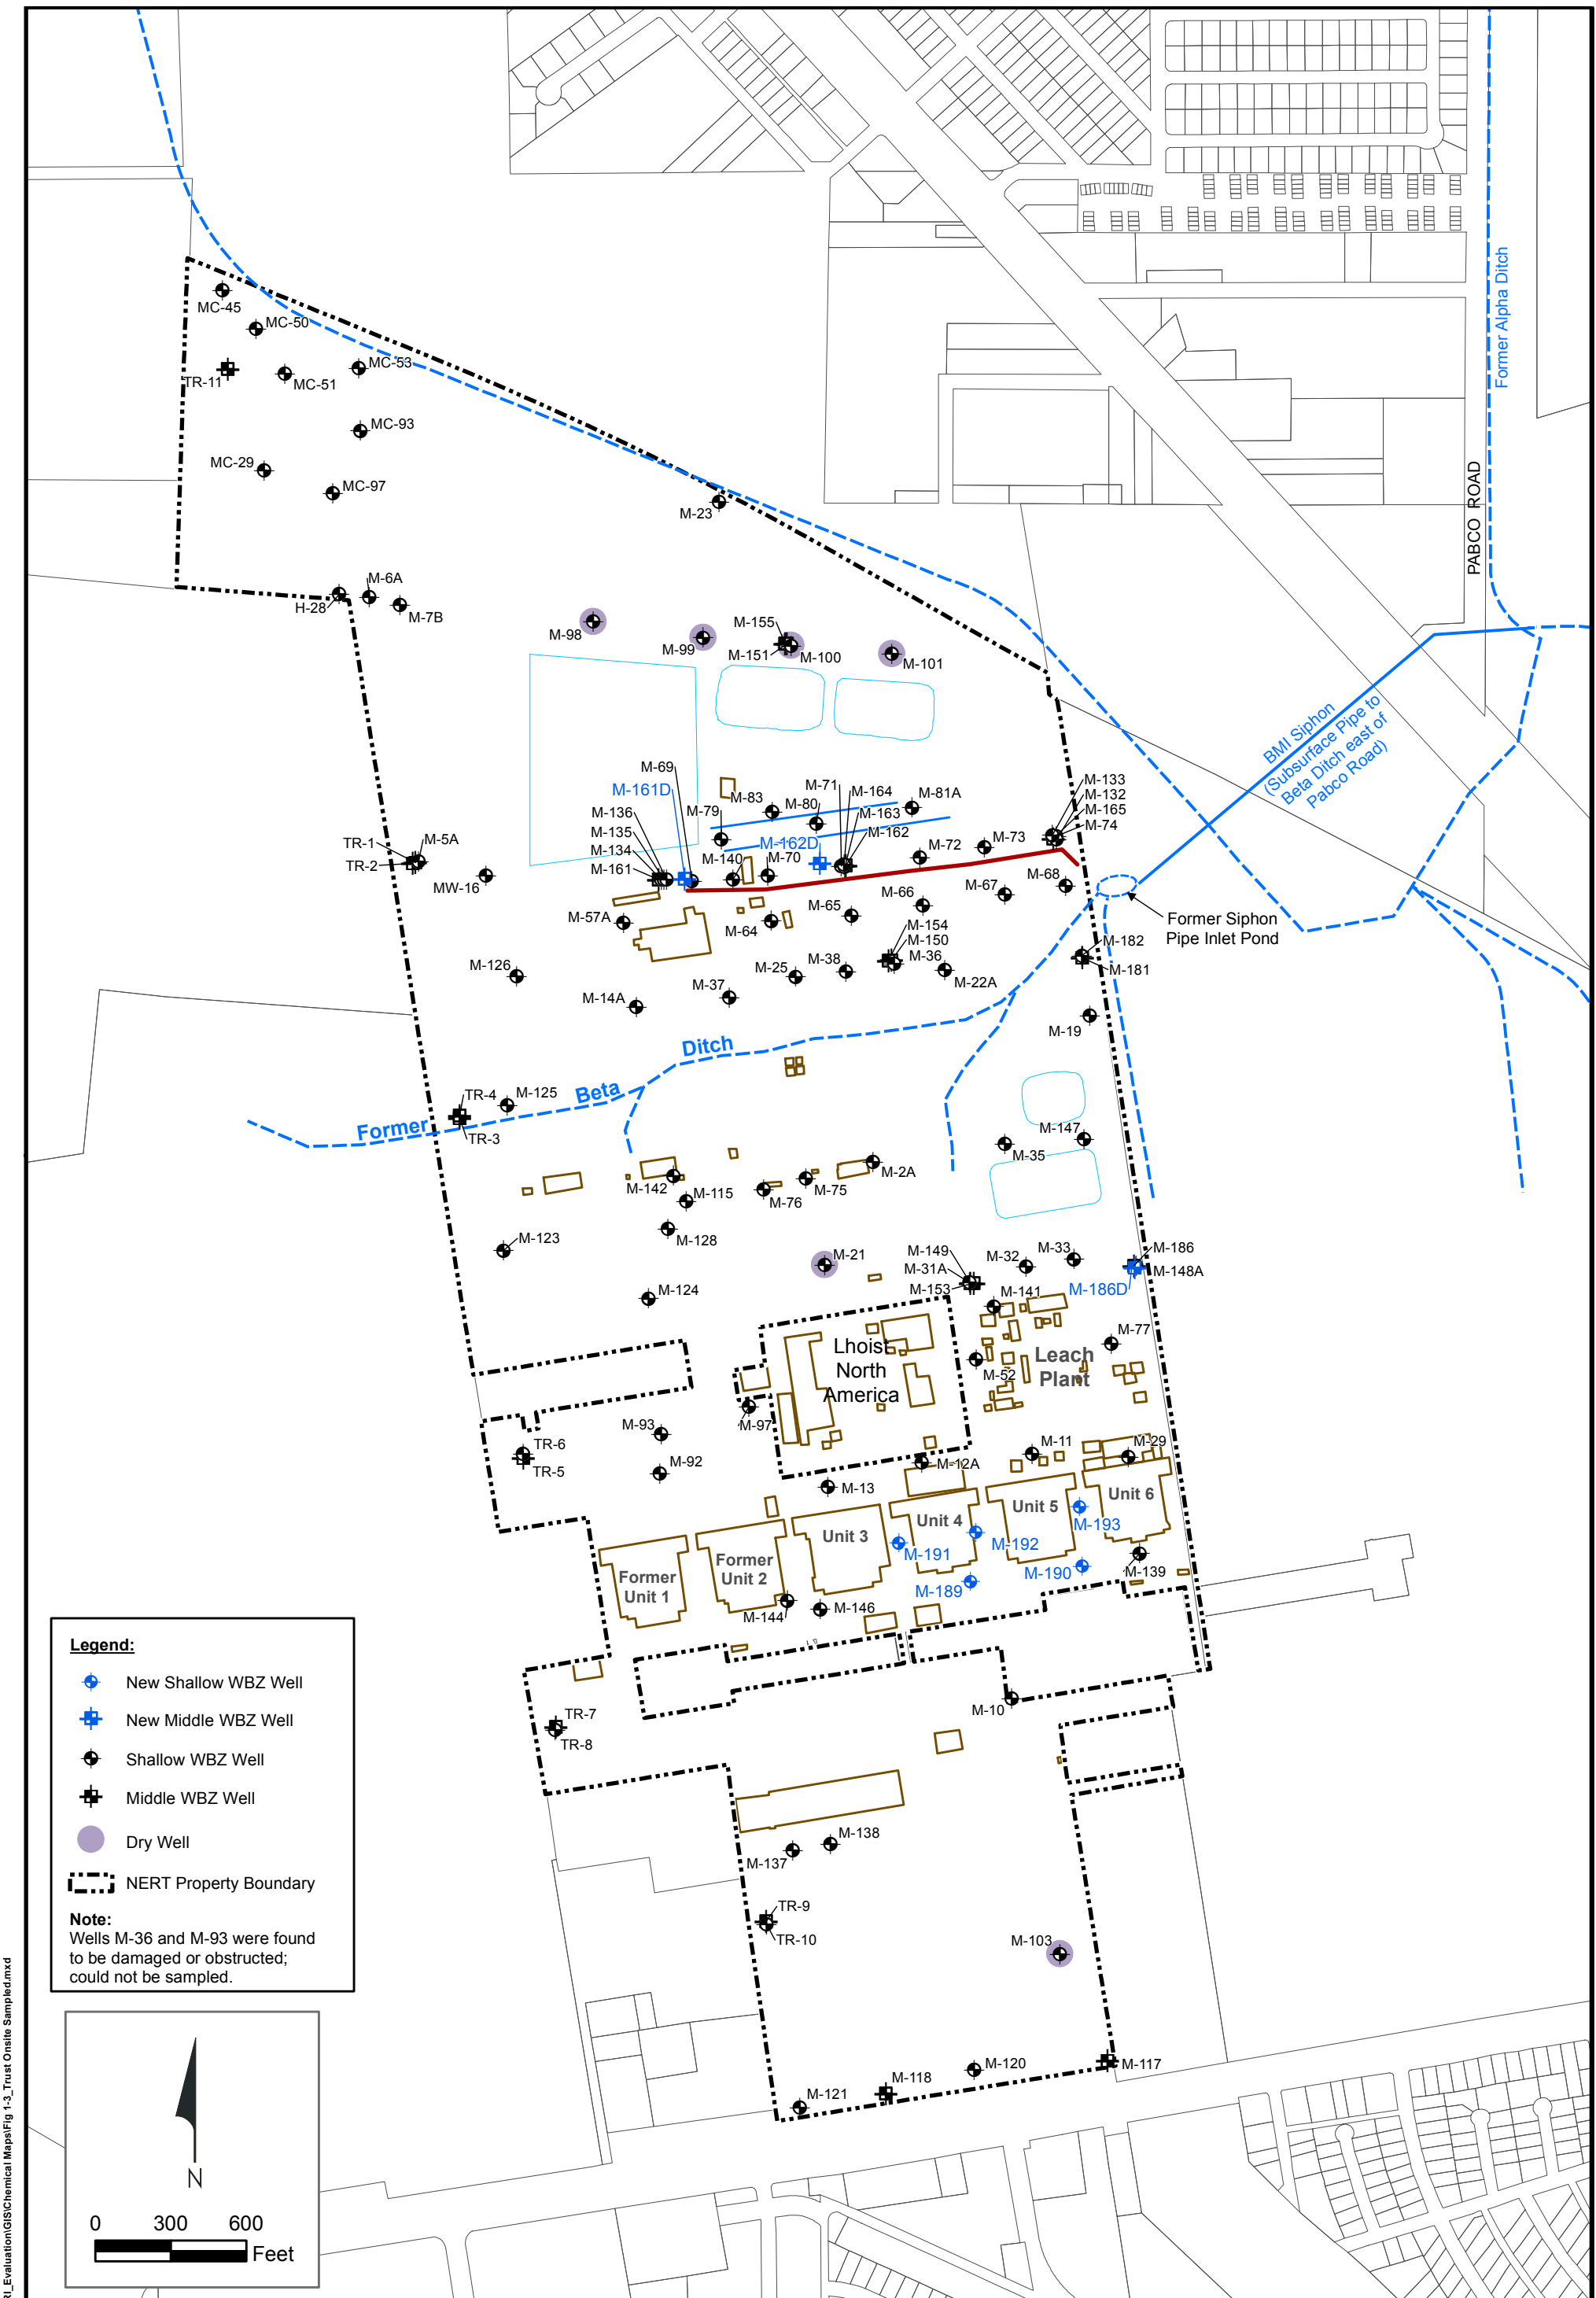 Former Alpha Ditch
PABCO ROAD
MC-45
MC-50
MC-53
TR-11
MC-51
MC-93
MC-29
MC-97
M-23
H-28
M-6A
M-7B
M-98
M-99
M-155
M-151
M-100
M-101
BMI Siphon
(Subsurface Pipe to
Beta Ditch east of
Pabco Road)
M-69
M-161D
M-136
M-135
M-134
M-161
M-79
M-83
M-80
M-71
M-164
M-163
M-162
M-81A
M-162D
M-140
M-70
M-72
M-73
M-133
M-132
M-165
M-74
TR-1
TR-2
M-5A
MW-16
M-57A
M-64
M-65
M-66
M-67
M-68
Former Siphon
Pipe Inlet Pond
M-154
M-150
M-36
M-182
M-181
M-126
M-14A
M-37
M-25
M-38
M-22A
M-19
Former Beta Ditch
TR-4
TR-3
M-125
M-147
M-35
M-142
M-115
M-76
M-75
M-2A
M-128
M-123
M-124
M-21
M-149
M-31A
M-153
M-32
M-33
M-186
M-148A
M-186D
M-141
M-77
Lhoist
North
America
Leach
Plant
M-52
M-97
M-93
M-92
TR-6
TR-5
M-13
M-12A
M-11
M-29
Former
Unit 1
Former
Unit 2
Unit 3
Unit 4
Unit 5
Unit 6
M-191
M-192
M-193
M-189
M-190
M-139
M-144
M-146
M-10
TR-7
TR-8
M-138
M-137
TR-9
TR-10
M-103
M-117
M-120
M-118
M-121
Legend:
New Shallow WBZ Well
New Middle WBZ Well
Shallow WBZ Well
Middle WBZ Well
Dry Well
NERT Property Boundary
Note:
Wells M-36 and M-93 were found
to be damaged or obstructed;
could not be sampled.
N
0 300 600
Feet
RI_Evaluation\GIS\Chemical Maps\Fig 1-3_Trust Onsite Sampled.mxd